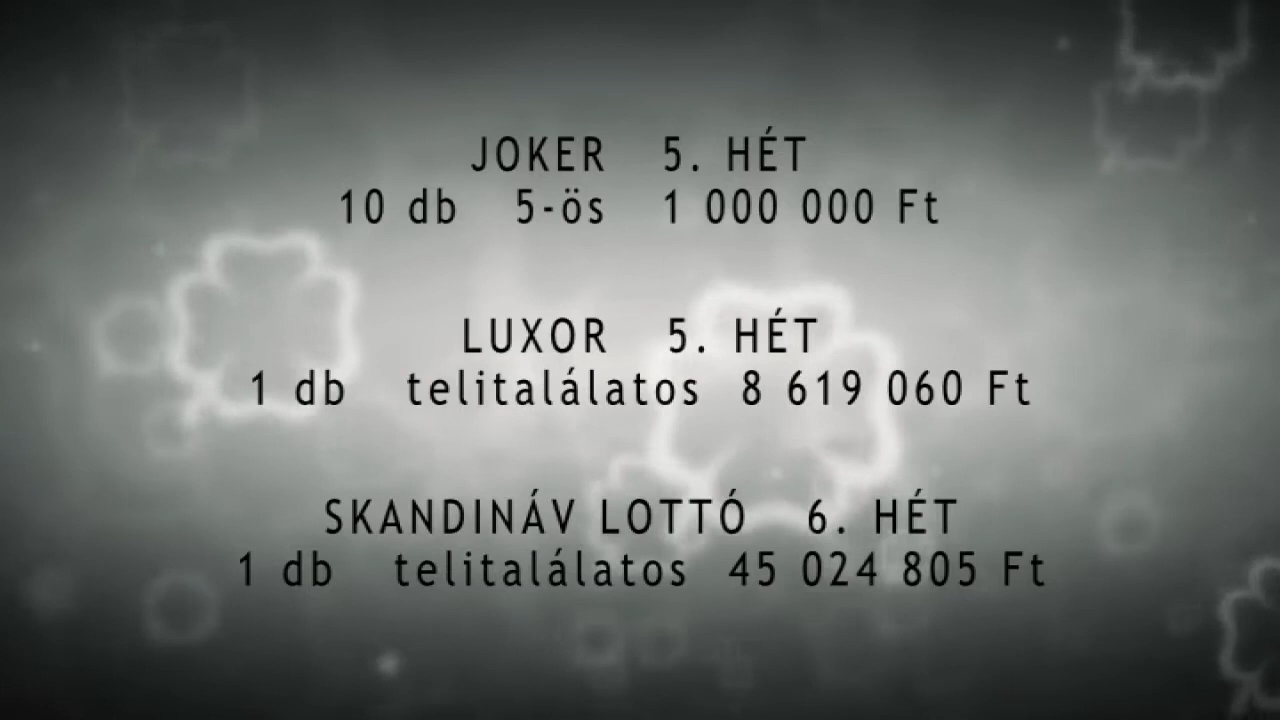 JOKER 5. HÉT
10 db 5-ös 1 000 000 Ft
LUXOR 5. HÉT
1 db telitalálatos 8 619 060 Ft
SKANDINÁV LOTTÓ 6. HÉT
1 db telitalálatos 45 024 805 Ft